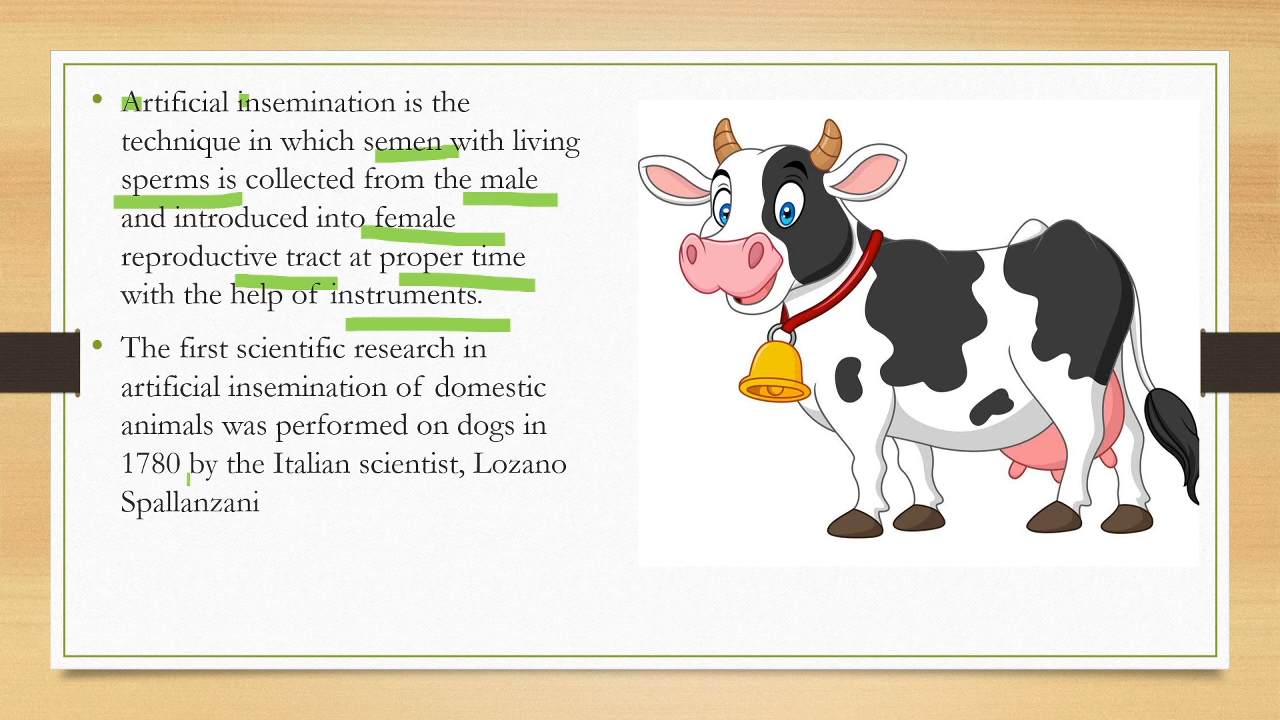 • Artificial insemination is the
technique in which semen with living
sperms is collected from the male
and introduced into female
reproductive tract at proper time
with the help of instruments.
• The first scientific research in
artificial insemination of domestic
animals was performed on dogs in
1780 by the Italian scientist, Lozano
Spallanzani